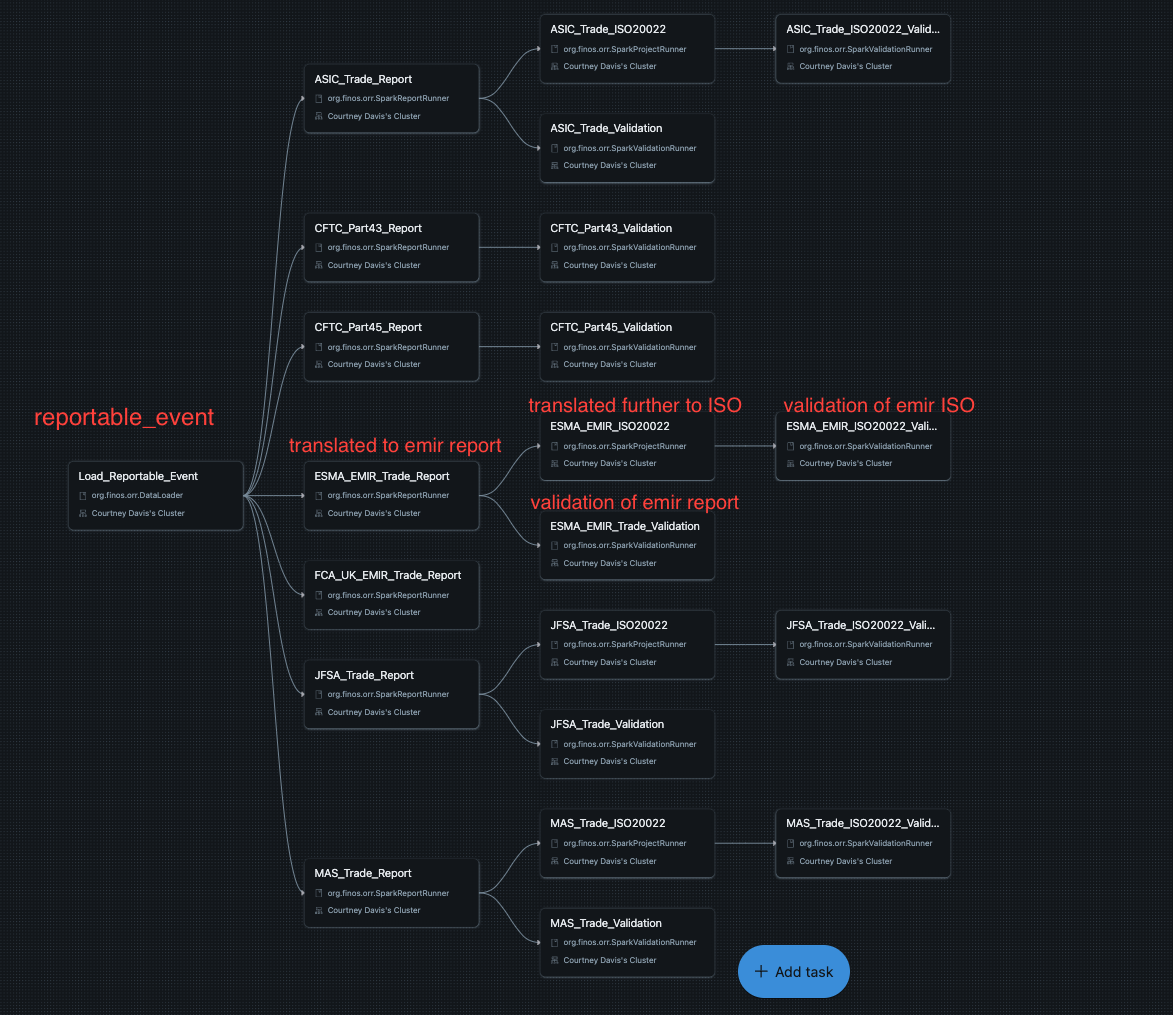 ASIC_Trade_ISO20022
org.finos.orr.SparkProjectRunner
Courtney Davis's Cluster
ASIC_Trade_ISO20022_Valid...
org.finos.orr.SparkValidationRunner
Courtney Davis's Cluster
ASIC_Trade_Report
org.finos.orr.SparkReportRunner
Courtney Davis's Cluster
ASIC_Trade_Validation
org.finos.orr.SparkValidationRunner
Courtney Davis's Cluster
CFTC_Part43_Report
org.finos.orr.SparkReportRunner
Courtney Davis's Cluster
CFTC_Part43_Validation
org.finos.orr.SparkValidationRunner
Courtney Davis's Cluster
CFTC_Part45_Report
org.finos.orr.SparkReportRunner
Courtney Davis's Cluster
CFTC_Part45_Validation
org.finos.orr.SparkValidationRunner
Courtney Davis's Cluster
reportable_event
Load_Reportable_Event
org.finos.orr.DataLoader
Courtney Davis's Cluster
translated to emir report
ESMA_EMIR_Trade_Report
org.finos.orr.SparkReportRunner
Courtney Davis's Cluster
translated further to ISO
ESMA_EMIR_ISO20022
org.finos.orr.SparkProjectRunner
Courtney Davis's Cluster
validation of emir ISO
ESMA_EMIR_ISO20022_Vali...
org.finos.orr.SparkValidationRunner
Courtney Davis's Cluster
validation of emir report
ESMA_EMIR_Trade_Validation
org.finos.orr.SparkValidationRunner
Courtney Davis's Cluster
FCA_UK_EMIR_Trade_Report
org.finos.orr.SparkReportRunner
Courtney Davis's Cluster
JFSA_Trade_Report
org.finos.orr.SparkReportRunner
Courtney Davis's Cluster
JFSA_Trade_ISO20022
org.finos.orr.SparkProjectRunner
Courtney Davis's Cluster
JFSA_Trade_ISO20022_Vali...
org.finos.orr.SparkValidationRunner
Courtney Davis's Cluster
JFSA_Trade_Validation
org.finos.orr.SparkValidationRunner
Courtney Davis's Cluster
MAS_Trade_Report
org.finos.orr.SparkReportRunner
Courtney Davis's Cluster
MAS_Trade_ISO20022
org.finos.orr.SparkProjectRunner
Courtney Davis's Cluster
MAS_Trade_ISO20022_Valid...
org.finos.orr.SparkValidationRunner
Courtney Davis's Cluster
MAS_Trade_Validation
org.finos.orr.SparkValidationRunner
Courtney Davis's Cluster
+ Add task